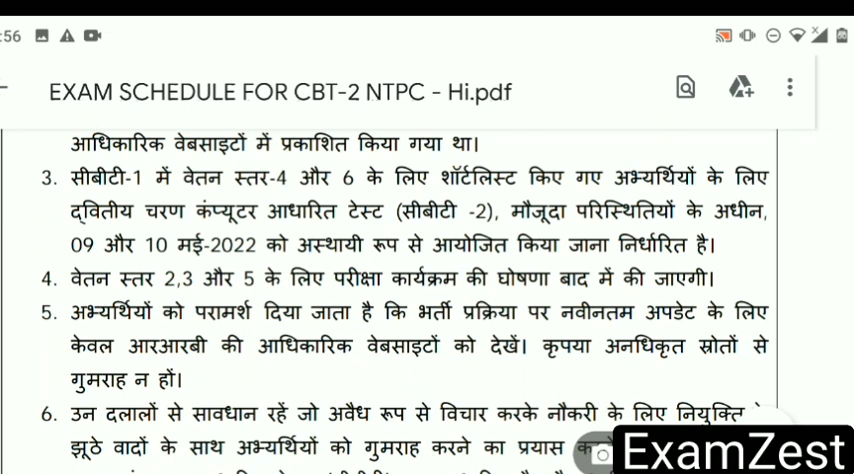 :56
EXAM SCHEDULE FOR CBT-2 NTPC - Hi.pdf
आधिकारिक वेबसाइटों में प्रकाशित किया गया था।
3. सीबीटी-1 में वेतन स्तर-4 और 6 के लिए शॉर्टलिस्ट किए गए अभ्यर्थियों के लिए
द्वितीय चरण कंप्यूटर आधारित टेस्ट (सीबीटी -2), मौजूदा परिस्थितियों के अधीन,
09 और 10 मई-2022 को अस्थायी रूप से आयोजित किया जाना निर्धारित है।
4. वेतन स्तर 2,3 और 5 के लिए परीक्षा कार्यक्रम की घोषणा बाद में की जाएगी।
5. अभ्यर्थियों को परामर्श दिया जाता है कि भर्ती प्रक्रिया पर नवीनतम अपडेट के लिए
केवल आरआरबी की आधिकारिक वेबसाइटों को देखें। कृपया अनधिकृत स्रोतों से
गुमराह न हों।
6. उन दलालों से सावधान रहें जो अवैध रूप से विचार करके नौकरी के लिए नियुक्ति
झूठे वादों के साथ अभ्यर्थियों को गुमराह करने का प्रयास
ExamZest